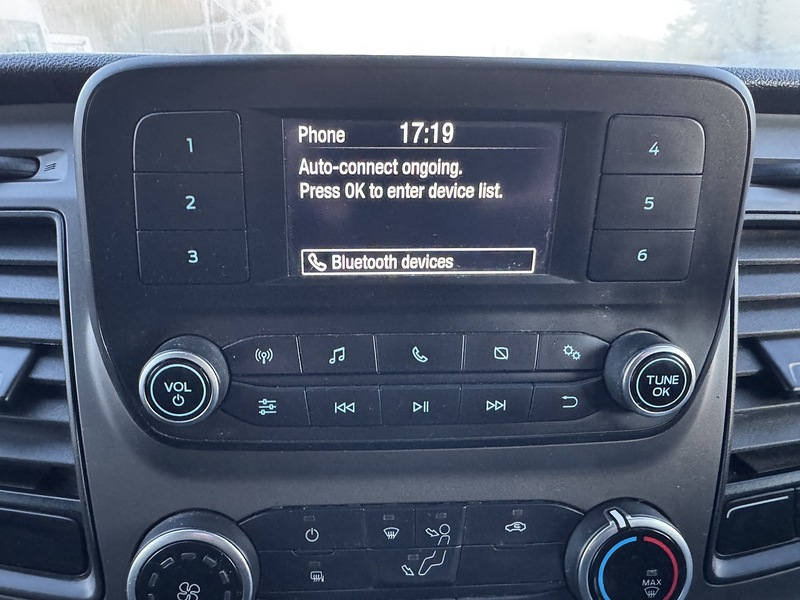 Phone 17:19
Auto-connect ongoing.
Press OK to enter device list.
Bluetooth devices
1
2
3
4
5
6
VOL
TUNE
OK
MAX